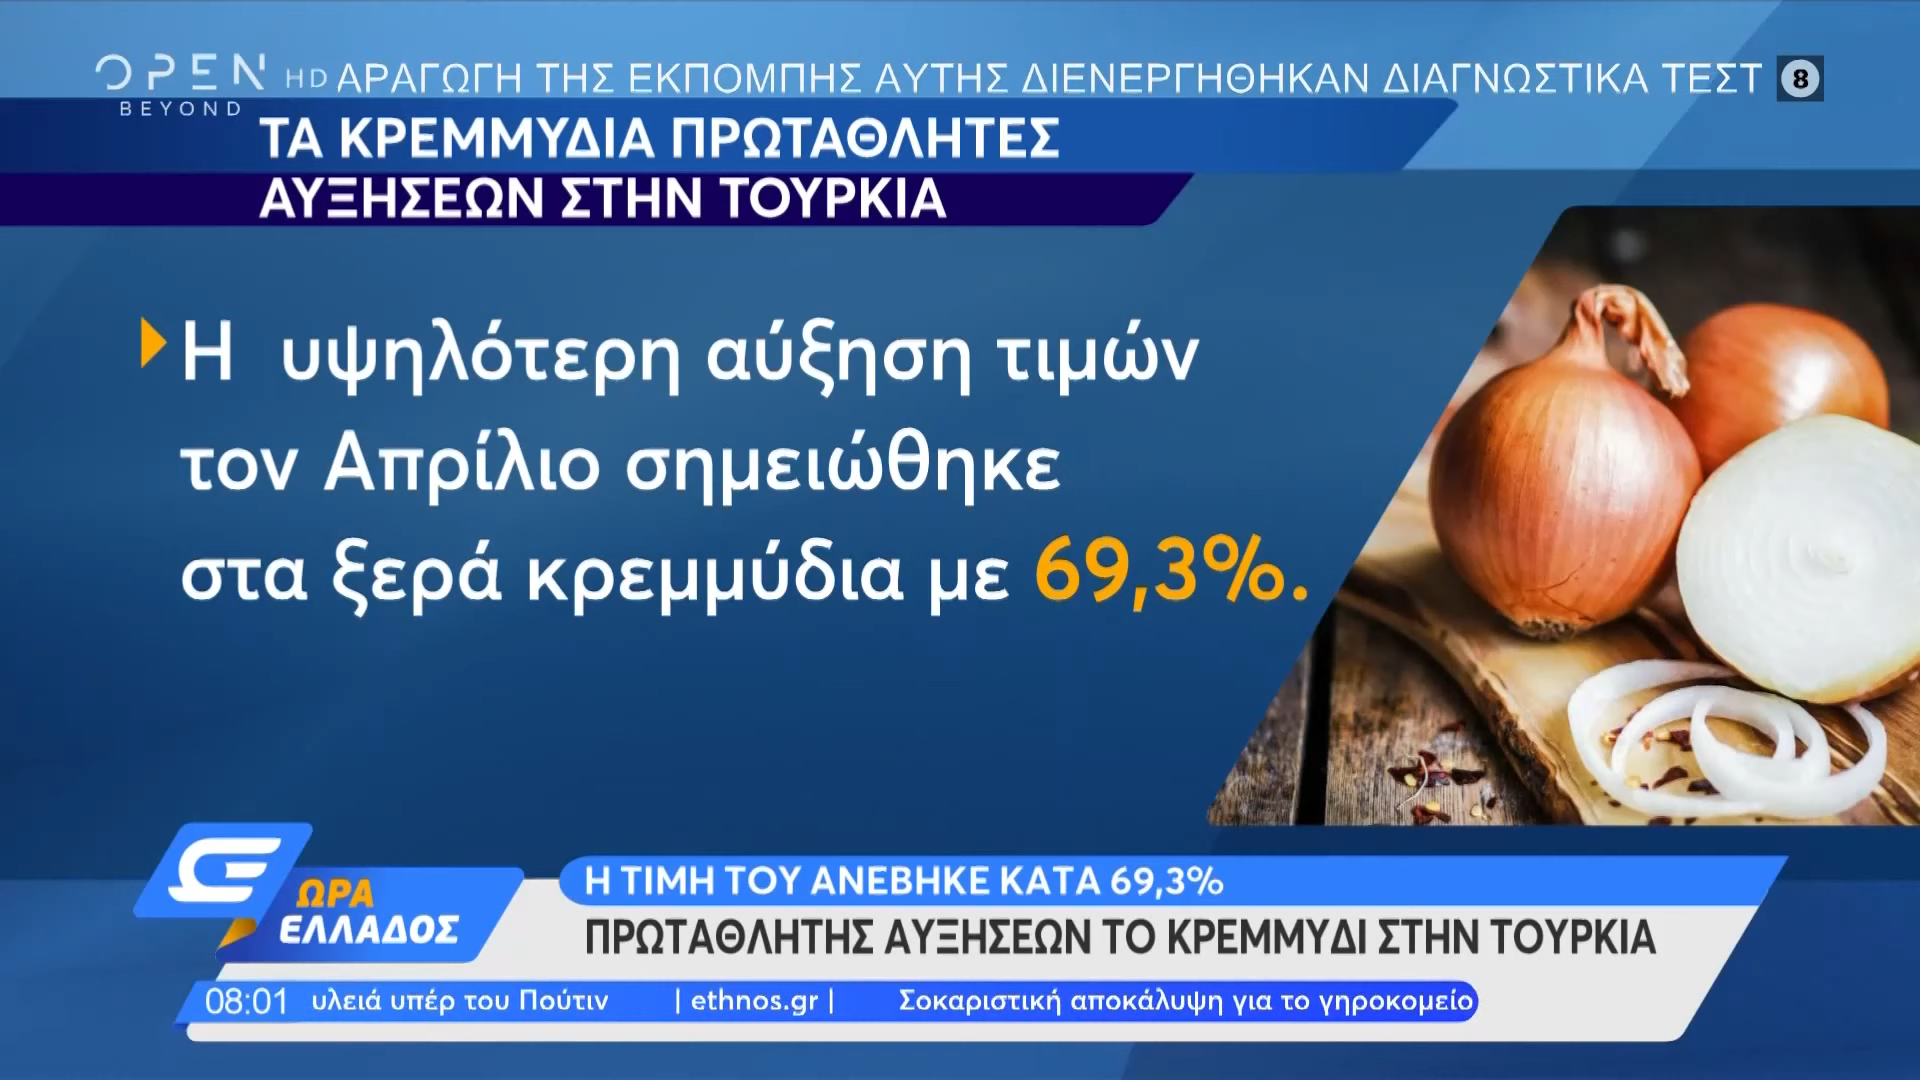 OPEN HD ΑΡΑΓΩΓΗ ΤΗΣ ΕΚΠΟΜΠΗΣ ΑΥΤΗΣ ΔΙΕΝΕΡΓΗΘΗΚΑΝ ΔΙΑΓΝΩΣΤΙΚΑ ΤΕΣΤ 8
BEYOND
ΤΑ ΚΡΕΜΜΥΔΙΑ ΠΡΩΤΑΘΛΗΤΕΣ
ΑΥΞΗΣΕΩΝ ΣΤΗΝ ΤΟΥΡΚΙΑ
Η υψηλότερη αύξηση τιμών
τον Απρίλιο σημειώθηκε
στα ξερά κρεμμύδια με 69,3%.
ΩΡΑ
ΕΛΛΑΔΟΣ
Η ΤΙΜΗ ΤΟΥ ΑΝΕΒΗΚΕ ΚΑΤΑ 69,3%
ΠΡΩΤΑΘΛΗΤΗΣ ΑΥΞΗΣΕΩΝ ΤΟ ΚΡΕΜΜΥΔΙ ΣΤΗΝ ΤΟΥΡΚΙΑ
08:01 υλειά υπέρ του Πούτιν | ethnos.gr | Σοκαριστική αποκάλυψη για το γηροκομείο